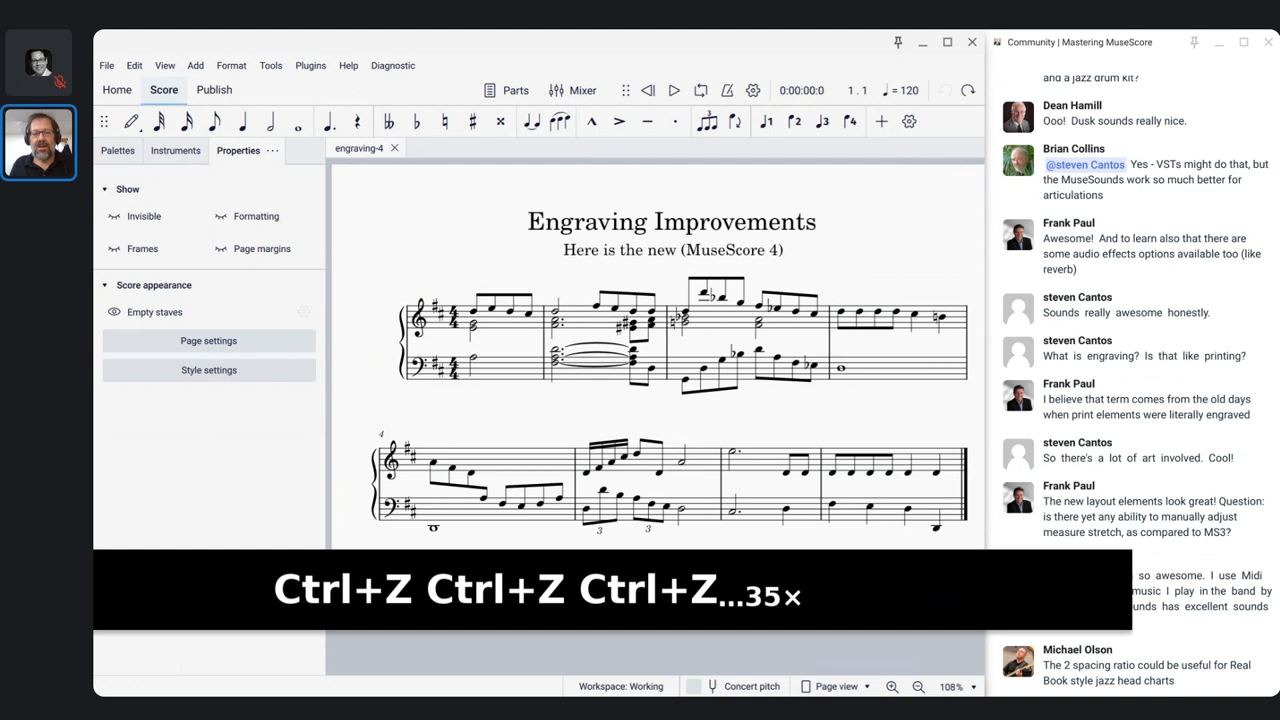 File Edit View Add Format Tools Plugins Help Diagnostic
Home Score Publish Parts Mixer 0:00:00:0 1 . 1 = 120
Palettes Instruments Properties ···
engraving-4
Show
Invisible Formatting
Frames Page margins
Score appearance
Empty staves
Page settings
Style settings
Engraving Improvements
Here is the new (MuseScore 4)
4
3 3
Ctrl+Z Ctrl+Z Ctrl+Z...35×
Workspace: Working Concert pitch Page view 108%
Community | Mastering MuseScore
and a jazz drum kit?
Dean Hamill
Ooo! Dusk sounds really nice.
Brian Collins
@steven Cantos Yes - VSTs might do that, but
the MuseSounds work so much better for
articulations
Frank Paul
Awesome! And to learn also that there are
some audio effects options available too (like
reverb)
steven Cantos
Sounds really awesome honestly.
steven Cantos
What is engraving? Is that like printing?
Frank Paul
I believe that term comes from the old days
when print elements were literally engraved
steven Cantos
So there's a lot of art involved. Cool!
Frank Paul
The new layout elements look great! Question:
is there yet any ability to manually adjust
measure stretch, as compared to MS3?
so awesome. I use Midi
music I play in the band by
unds has excellent sounds
Michael Olson
The 2 spacing ratio could be useful for Real
Book style jazz head charts